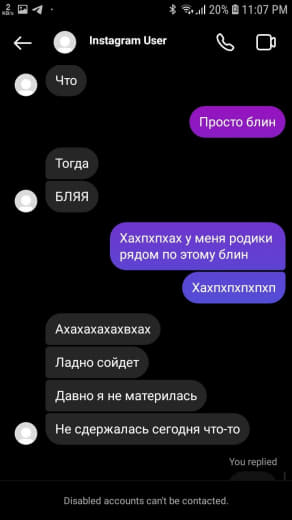 2
KB/s
20% 11:07 PM
Instagram User
Что
Просто блин
Тогда
БЛЯЯ
Хахпхпхах у меня родики
рядом по этому блин
Хахпхпхпхпхп
Ахахахахахвхах
Ладно сойдет
Давно я не материлась
Не сдержалась сегодня что-то
You replied
Disabled accounts can't be contacted.